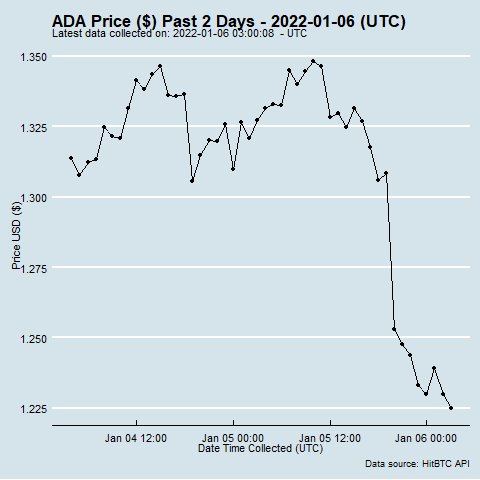 ADA Price ($) Past 2 Days - 2022-01-06 (UTC)
Latest data collected on: 2022-01-06 03:00:08 - UTC
1.350
1.325
1.300
1.275
1.250
1.225
Price USD ($)
Jan 04 12:00
Jan 05 00:00
Jan 05 12:00
Jan 06 00:00
Date Time Collected (UTC)
Data source: HitBTC API